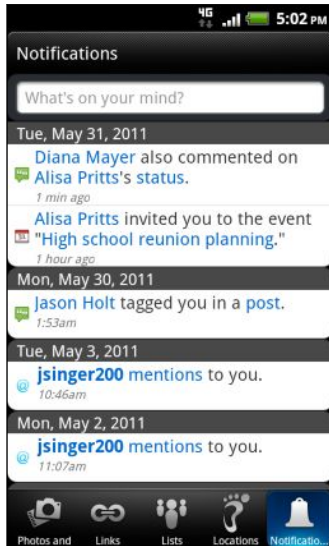 4G 5:02 PM
Notifications
What's on your mind?
Tue, May 31, 2011
Diana Mayer also commented on
Alisa Pritts's status.
1 min ago
Alisa Pritts invited you to the event
"High school reunion planning."
1 hour ago
Mon, May 30, 2011
Jason Holt tagged you in a post.
1:53am
Tue, May 3, 2011
jsinger200 mentions to you.
10:46am
Mon, May 2, 2011
jsinger200 mentions to you.
11:07am
Photos and Links Lists Locations Notificatio...